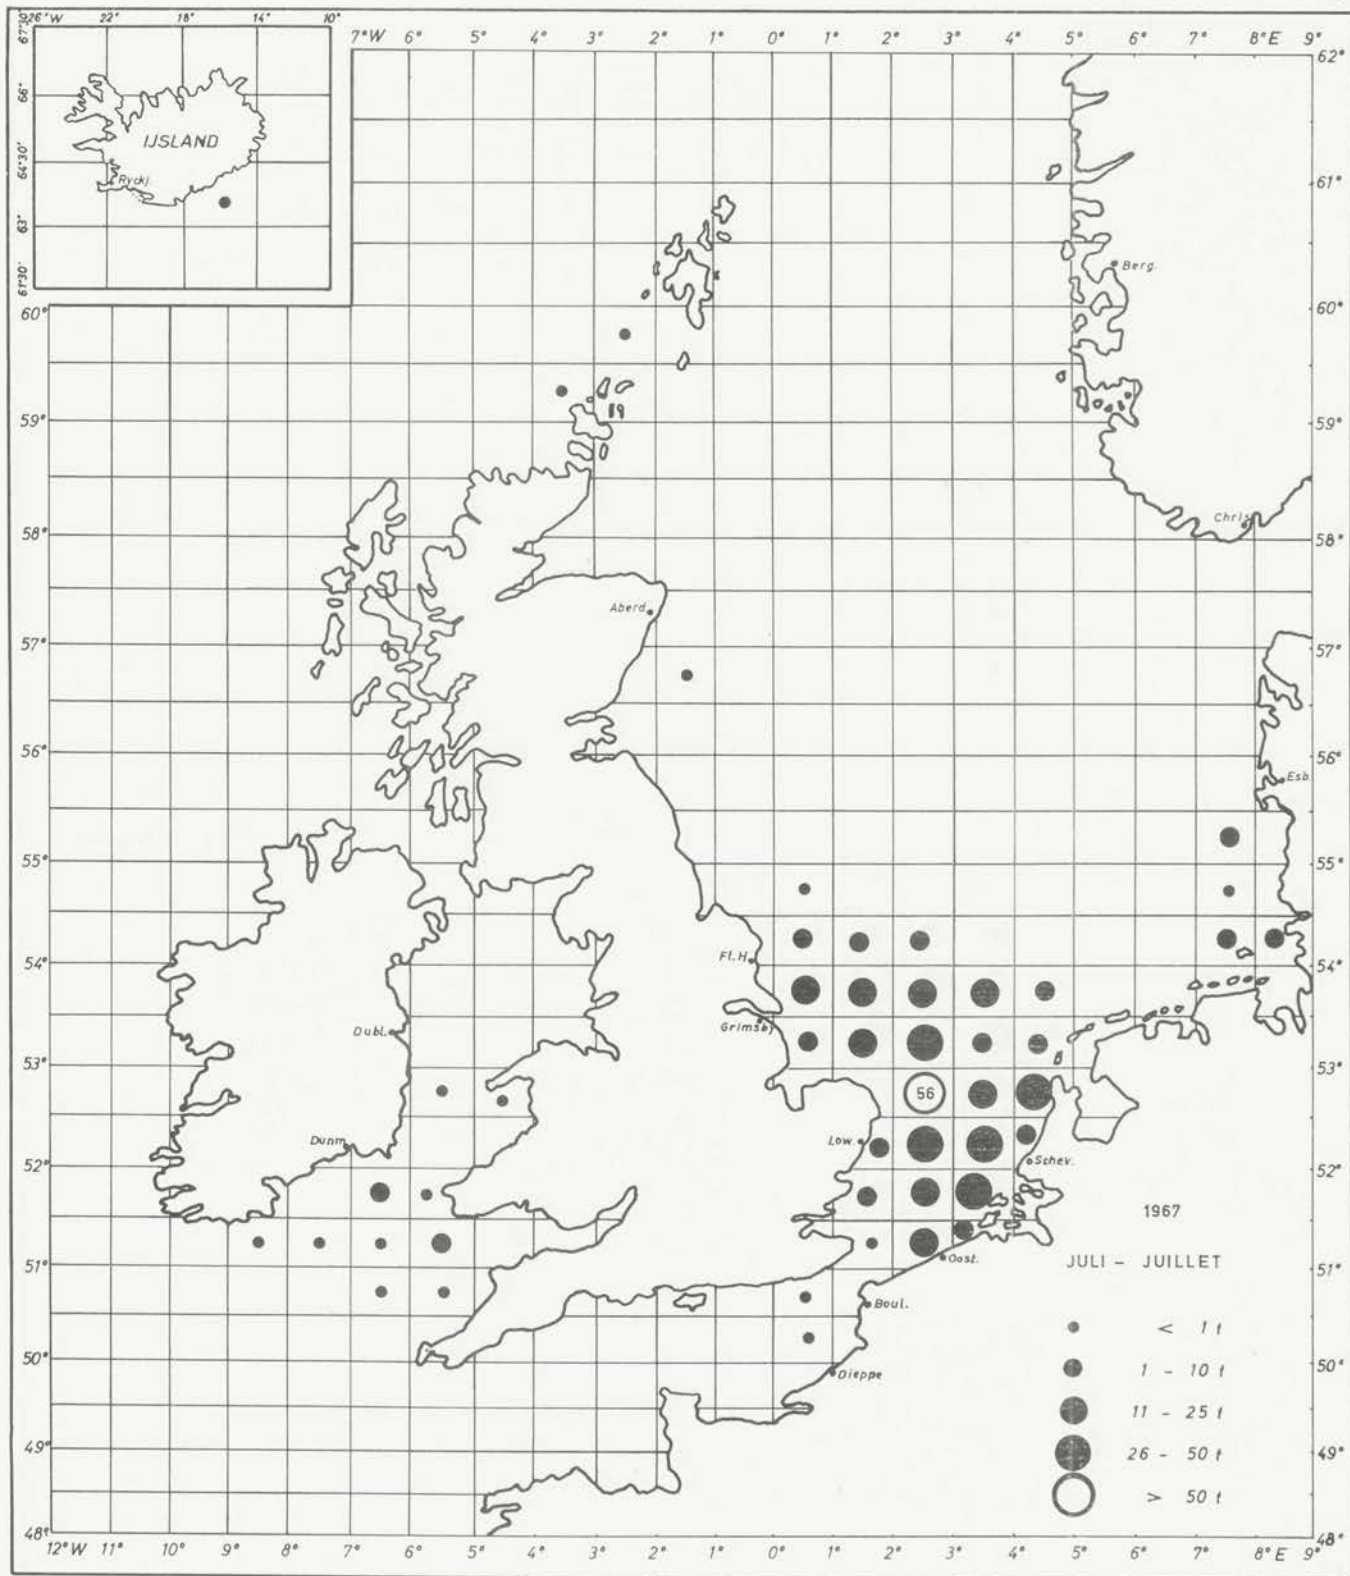 26° W 22° 18° 14° 10°
67°30
66°
64°30
63°
61°30
IJSLAND
Ryckj.
7° W 6° 5° 4° 3° 2° 1° 0° 1° 2° 3° 4° 5° 6° 7° 8° E 9°
62°
61°
Berg.
60° 60°
59° 59°
Chris
58° 58°
Aberd.
57° 57°
56° 56°
Esb.
55° 55°
Fl.H
54° 54°
Grimsby
Dubl.
53° 53°
56
Dunm.
Low.
52° 52°
Schev.
1967
Oost.
51° 51°
JULI - JUILLET
Boul.
< 1 t
50° 50°
Dieppe
1 - 10 t
11 - 25 t
49° 49°
26 - 50 t
> 50 t
48° 48°
12° W 11° 10° 9° 8° 7° 6° 5° 4° 3° 2° 1° 0° 1° 2° 3° 4° 5° 6° 7° 8° E 9°